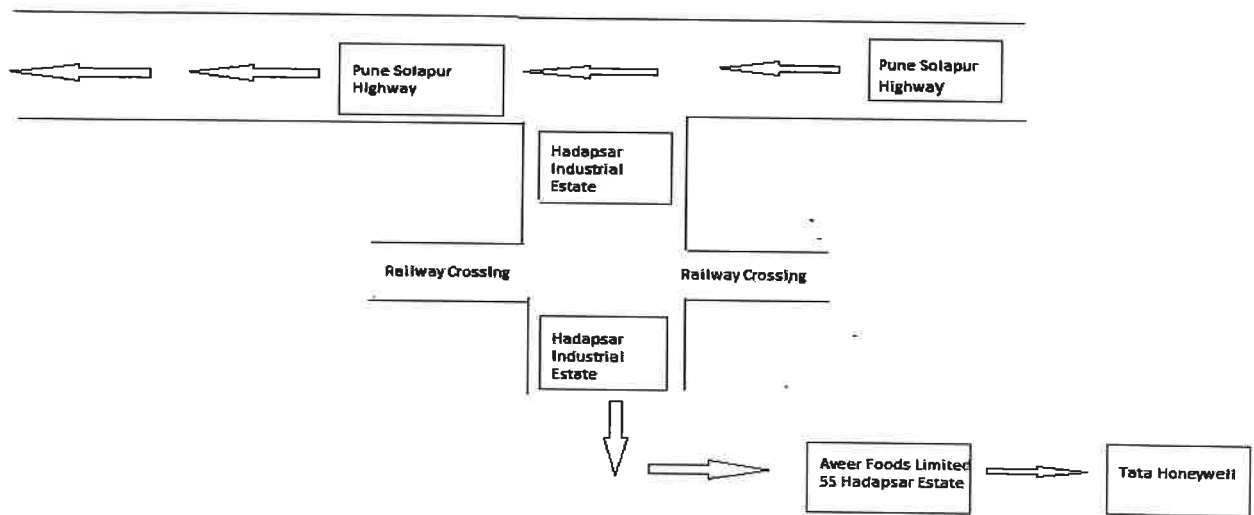 Pune Solapur
Highway
Pune Solapur
Highway
Hadapsar
Industrial
Estate
Railway Crossing
Railway Crossing
Hadapsar
Industrial
Estate
Aveer Foods Limited
55 Hadapsar Estate
Tata Honeywell